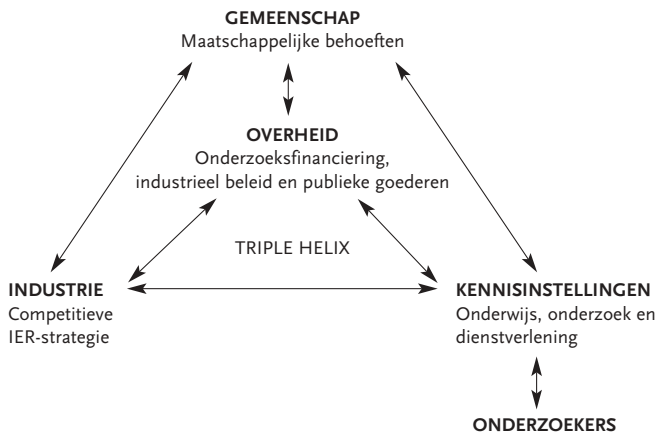 GEMEENSCHAP
Maatschappelijke behoeften
OVERHEID
Onderzoeksfinanciering,
industrieel beleid en publieke goederen
TRIPLE HELIX
INDUSTRIE
Competitieve
IER-strategie
KENNISINSTELLINGEN
Onderwijs, onderzoek en
dienstverlening
ONDERZOEKERS